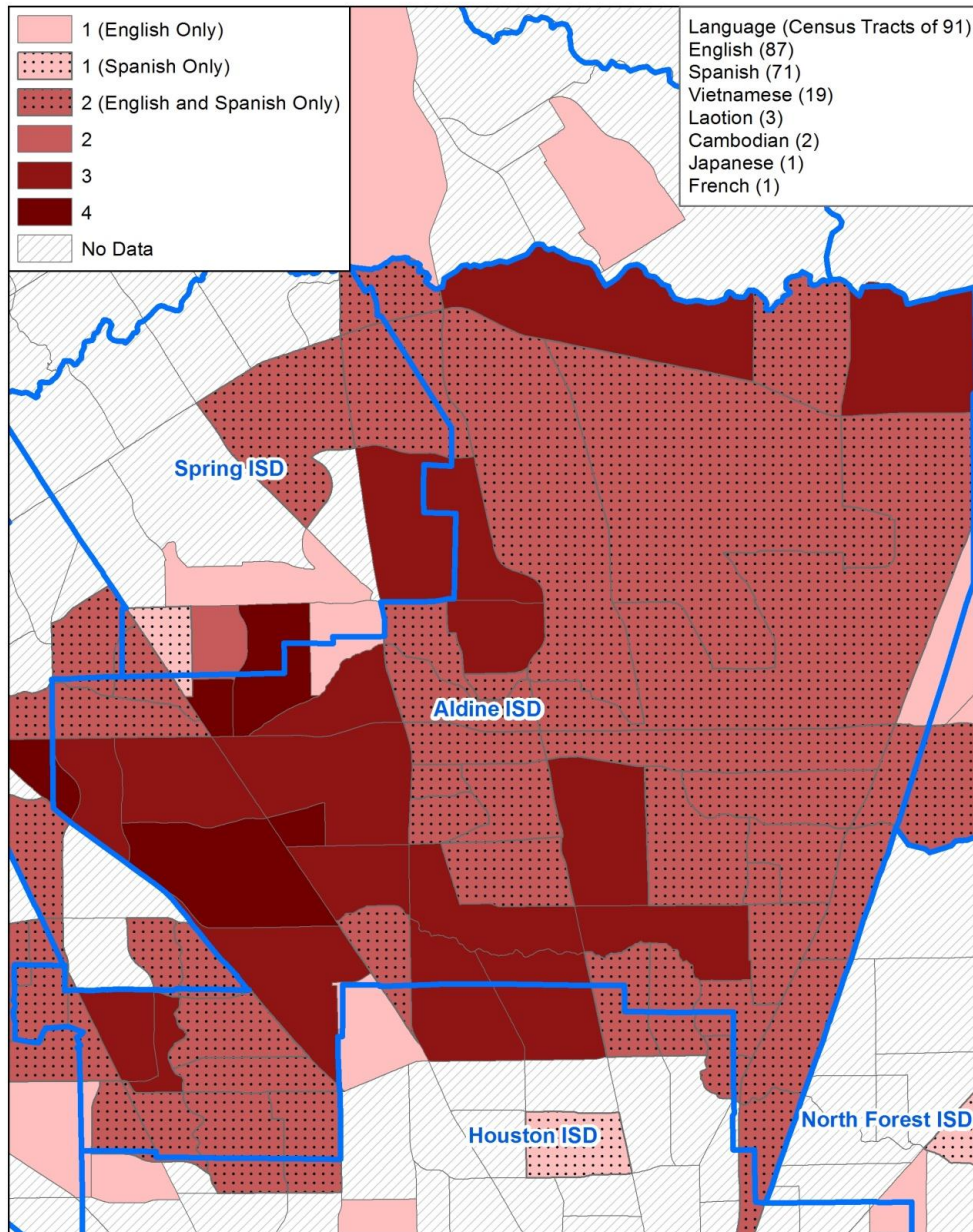 1 (English Only)
1 (Spanish Only)
2 (English and Spanish Only)
2
3
4
No Data
Language (Census Tracts of 91)
English (87)
Spanish (71)
Vietnamese (19)
Laotion (3)
Cambodian (2)
Japanese (1)
French (1)
Spring ISD
Aldine ISD
Houston ISD
North Forest ISD